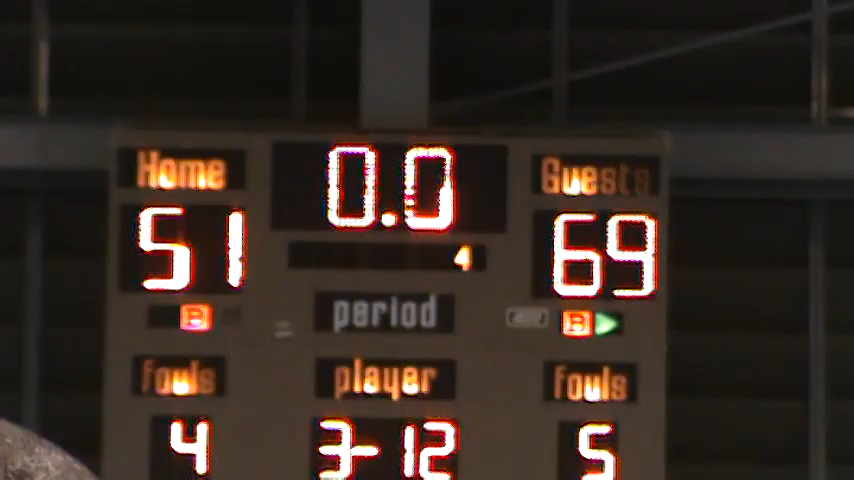 Home 0.0 Guests
51 69
4
B period B
fouls player fouls
4 3-12 5